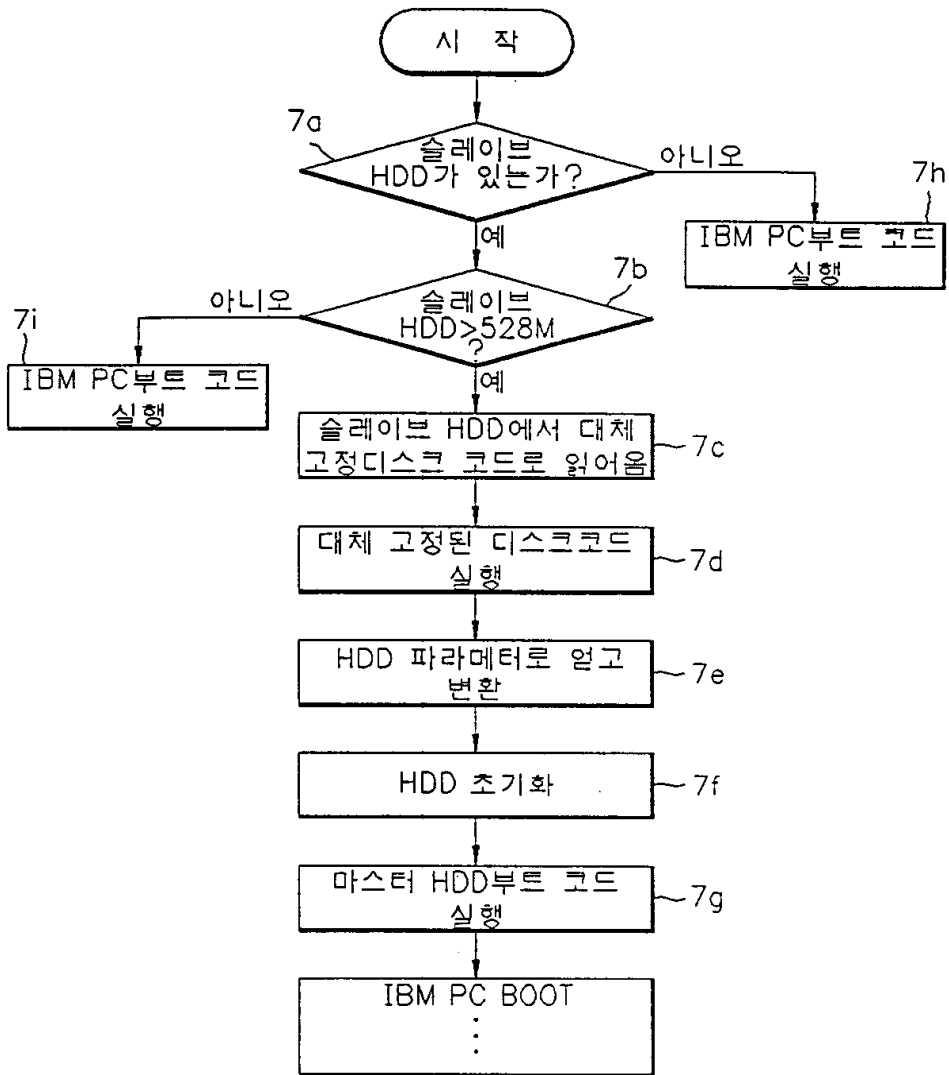 시 작
7a
슬레이브
HDD가 있는가?
아니오
7h
IBM PC부트 코드
실행
예
7b
슬레이브
HDD>528M
?
아니오
7i
IBM PC부트 코드
실행
예
슬레이브 HDD에서 대체
고정디스크 코드로 읽어옴
7c
대체 고정된 디스크코드
실행
7d
HDD 파라메터로 얻고
변환
7e
HDD 초기화
7f
마스터 HDD부트 코드
실행
7g
IBM PC BOOT